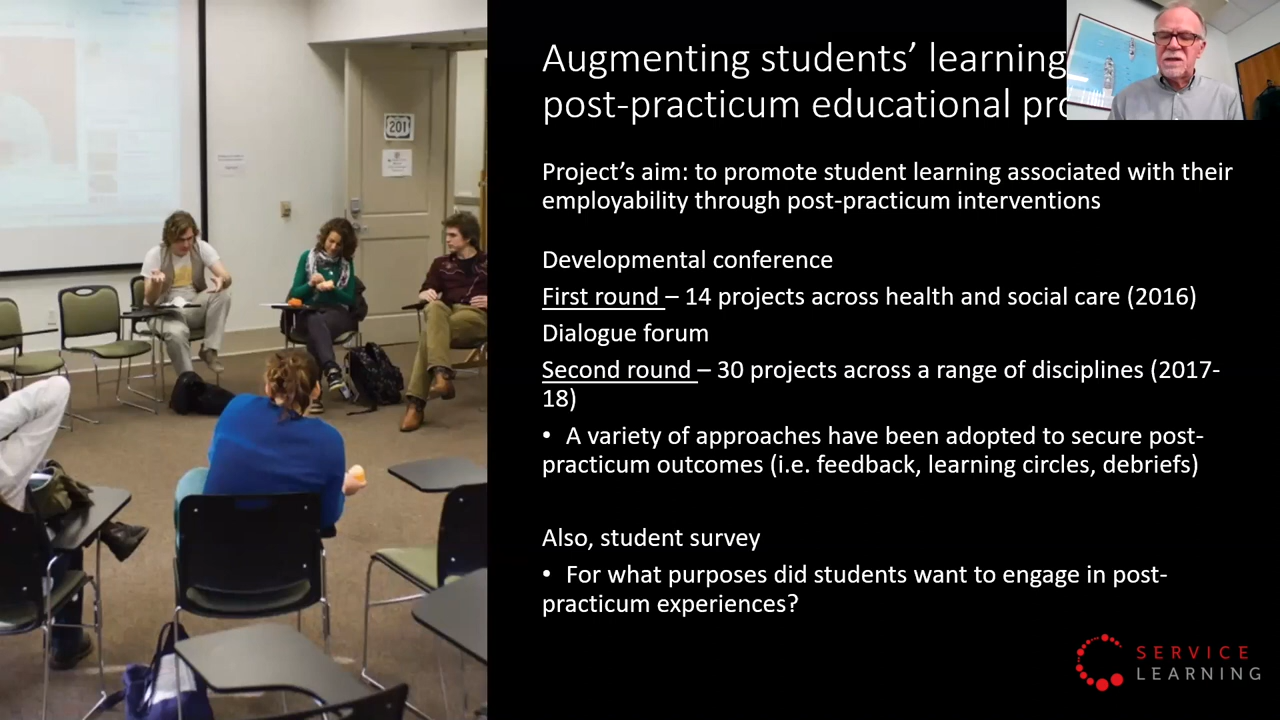 Augmenting students' learning
post-practicum educational
Project's aim: to promote student learning associated with their
employability through post-practicum interventions
Developmental conference
First round – 14 projects across health and social care (2016)
Dialogue forum
Second round – 30 projects across a range of disciplines (2017-
18)
• A variety of approaches have been adopted to secure post-
practicum outcomes (i.e. feedback, learning circles, debriefs)
Also, student survey
• For what purposes did students want to engage in post-
practicum experiences?
201
SERVICE
LEARNING